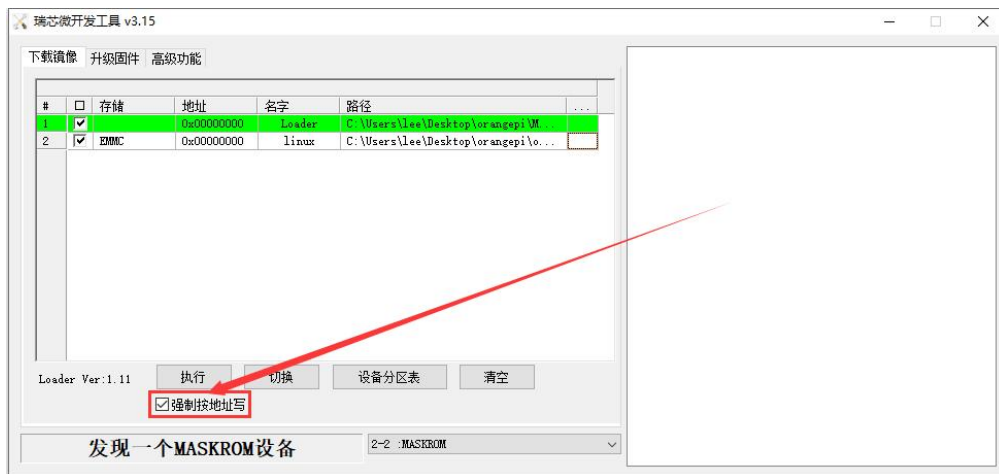 瑞芯微开发工具 v3.15
下载镜像 升级固件 高级功能
# 存储 地址 名字 路径 ...
1 0x00000000 Loader C:\Users\lee\Desktop\orangepi\M...
2 EMMC 0x00000000 linux C:\Users\lee\Desktop\orangepi\o...
Loader Ver:1.11 执行 切换 设备分区表 清空
强制按地址写
发现一个MASKROM设备 2-2 :MASKROM